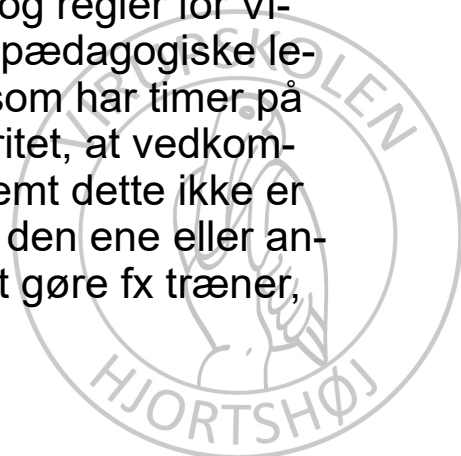 og regler for vi-
pædagogiske le-
som har timer på
ritet, at vedkom-
emt dette ikke er
den ene eller an-
t gøre fx træner,
VIRUPSKOLEN
HJORTSHØJ